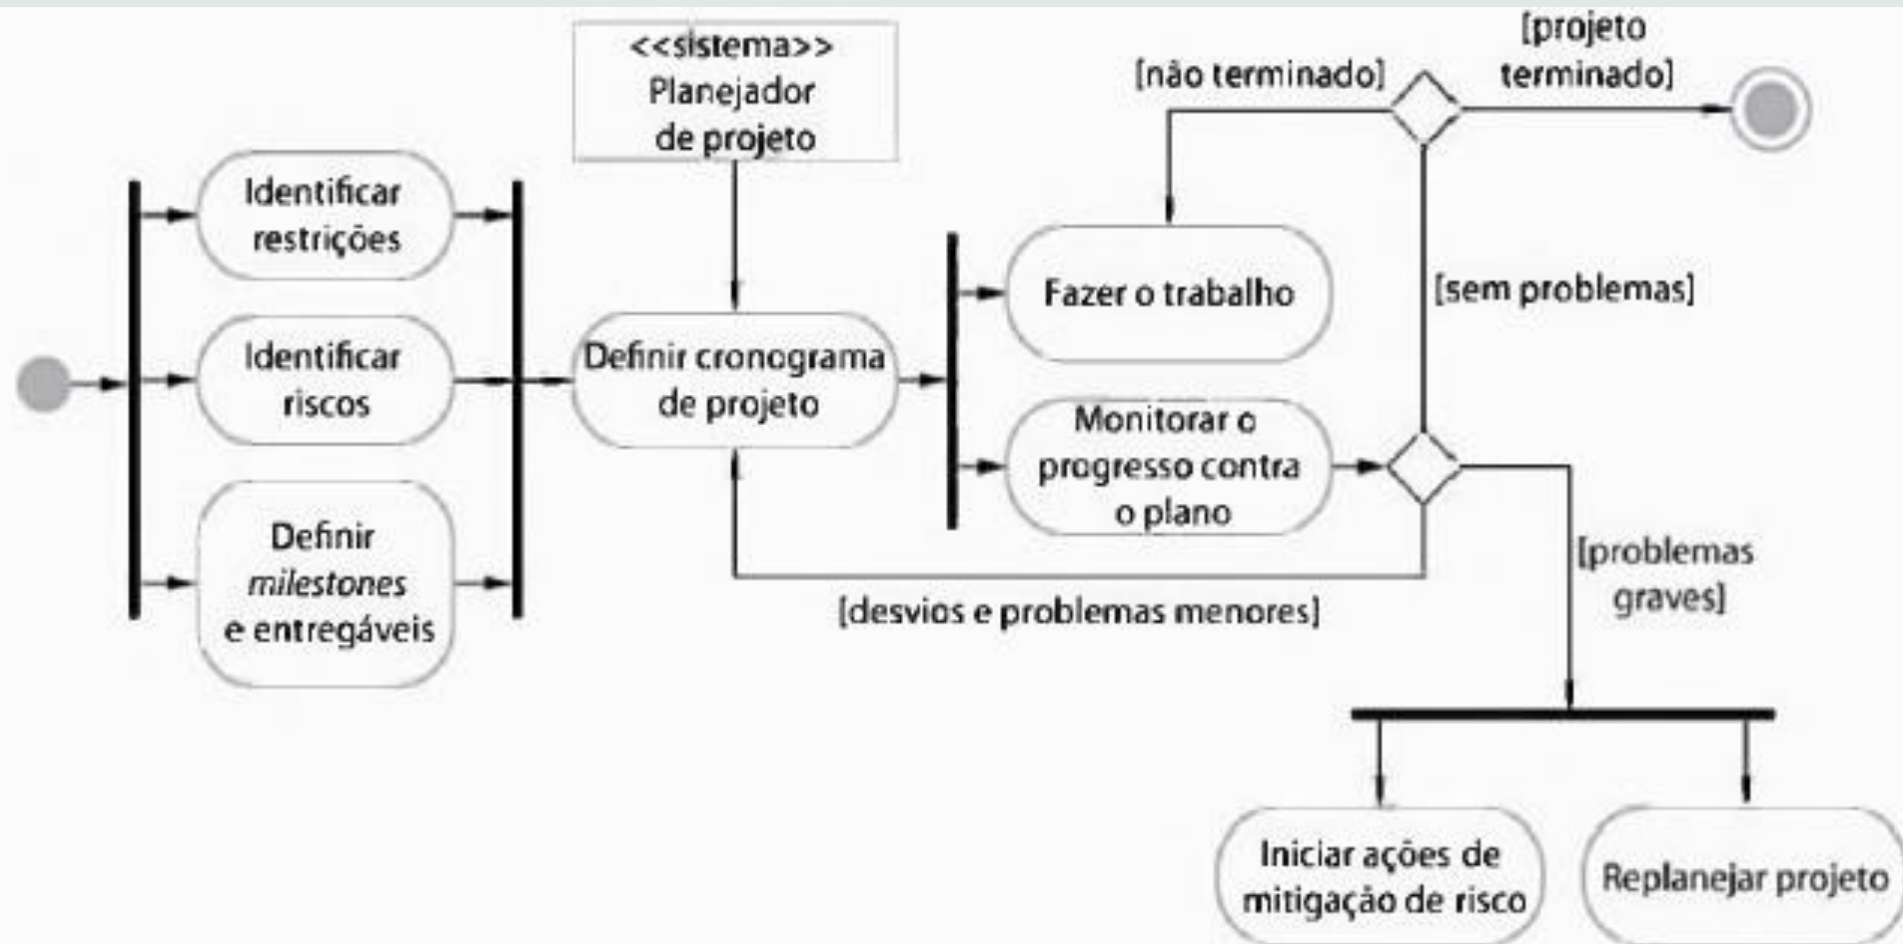 <<sistema>>
Planejador
de projeto
[não terminado]
[projeto
terminado]
Identificar
restrições
Identificar
riscos
Definir
milestones
e entregáveis
Definir cronograma
de projeto
Fazer o trabalho
Monitorar o
progresso contra
o plano
[sem problemas]
[desvios e problemas menores]
[problemas
graves]
Iniciar ações de
mitigação de risco
Replanejar projeto